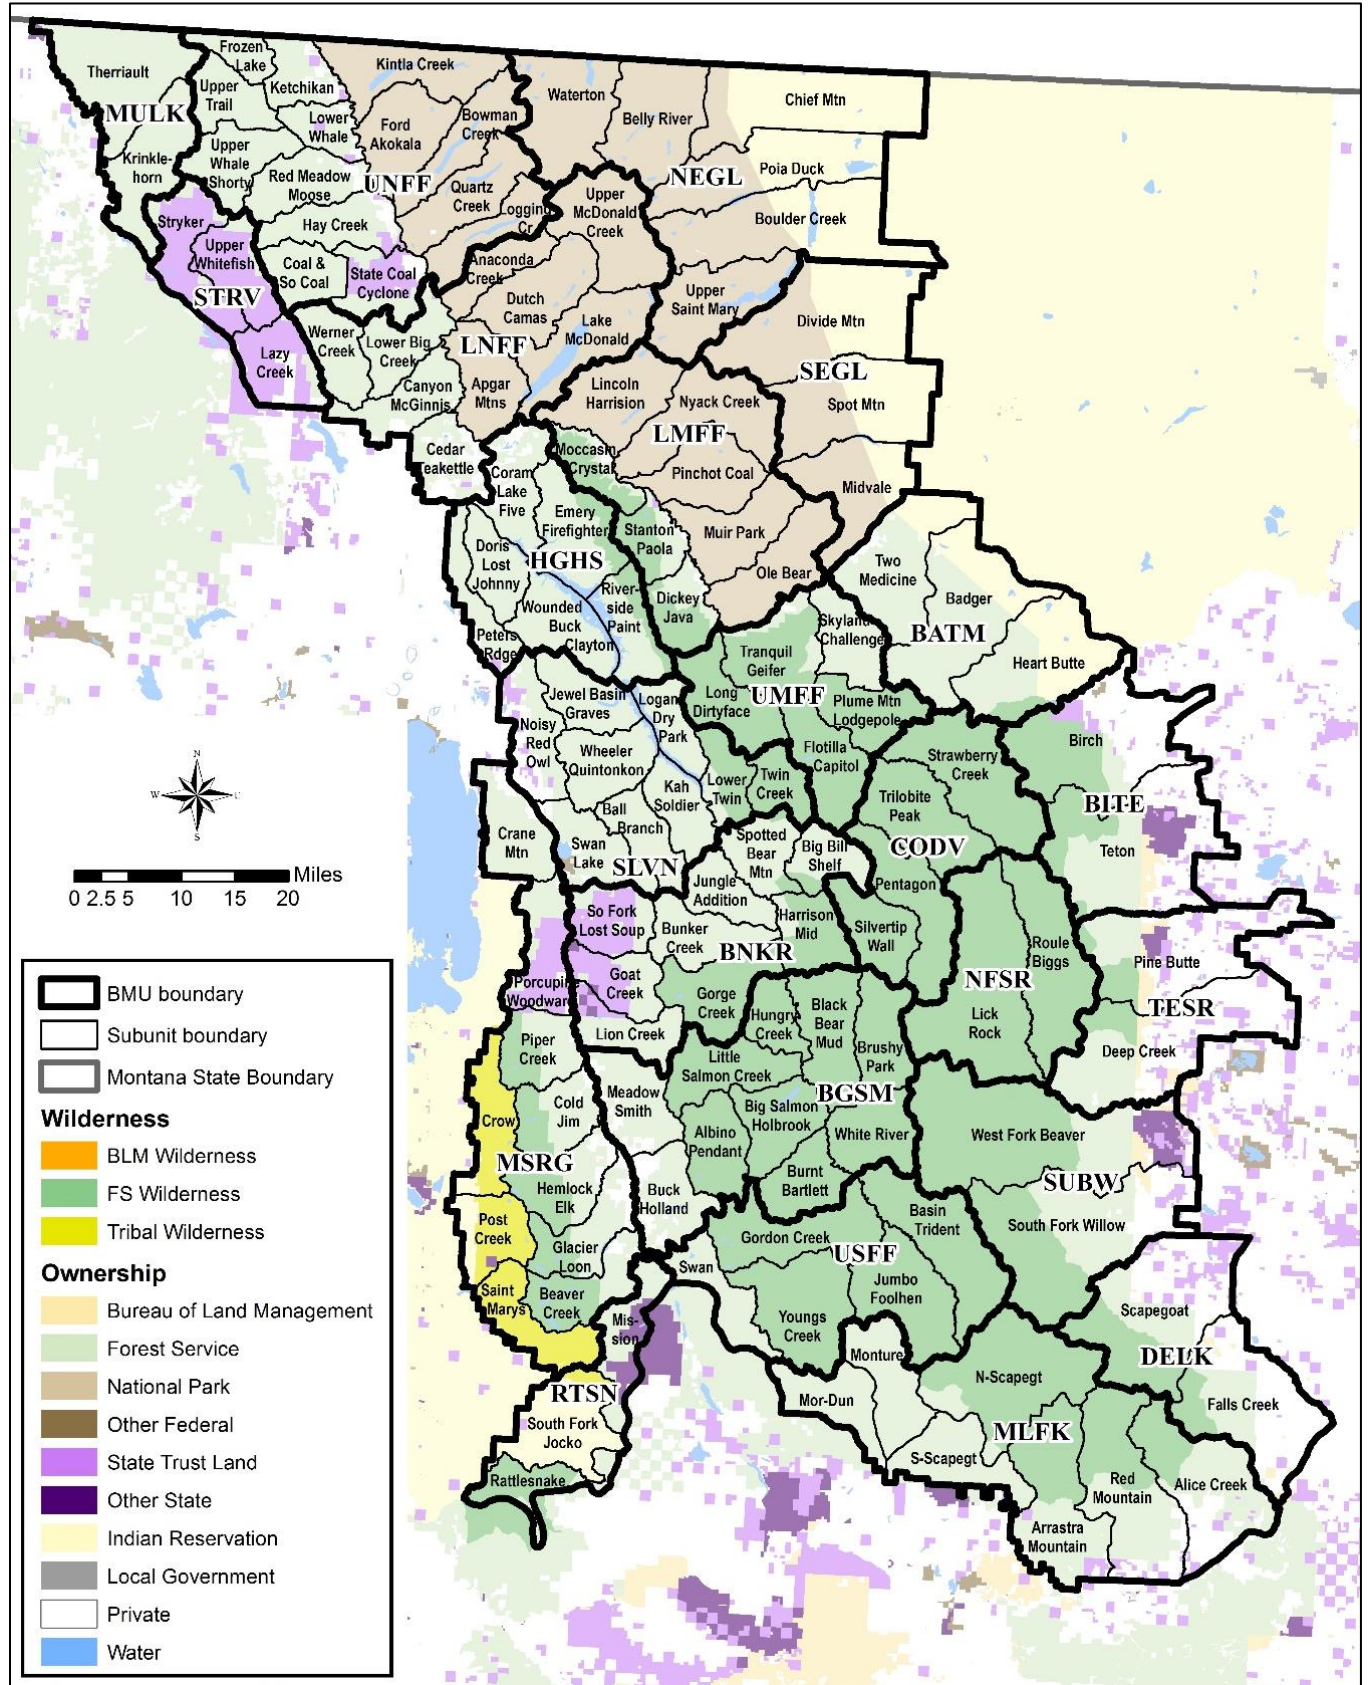 Therriault
MULK
Krinkle-
horn
Frozen
Lake
Upper
Trail
Ketchikan
Lower
Whale
Upper
Whale
Shorty
Red Meadow
Moose
UNFF
Hay Creek
Coal &
So Coal
State Coal
Cyclone
Kintla Creek
Ford
Akokala
Bowman
Creek
Quartz
Creek
Logging
Cr
Stryker
Upper
Whitefish
STRV
Lazy
Creek
Waterton
Belly River
Chief Mtn
NEGL
Poia Duck
Boulder Creek
Upper
Saint Mary
Upper
McDonald
Creek
Anaconda
Creek
Dutch
Camas
Lake
McDonald
LNFF
Werner
Creek
Lower Big
Creek
Canyon
McGinnis
Apgar
Mtns
Cedar
Teakettle
Divide Mtn
SEGL
Spot Mtn
Midvale
Lincoln
Harrision
Nyack Creek
LMFF
Pinchot Coal
Moccasin
Crystal
Muir Park
Stanton
Paola
Ole Bear
Dickey
Java
Coram
Lake
Five
Emery
Firefighter
HGHS
Doris
Lost
Johnny
River-
side
Paint
Wounded
Buck
Clayton
Peters
Rdge
Two
Medicine
Badger
BATM
Heart Butte
Skyland
Challenge
Tranquil
Geifer
UMFF
Long
Dirtyface
Plume Mtn
Lodgepole
Flotilla
Capitol
Jewel Basin
Graves
Logan
Dry
Park
Noisy
Red
Owl
Wheeler
Quintonkon
Kah
Soldier
Lower
Twin
Twin
Creek
Ball
Branch
Swan
Lake
SLVN
Crane
Mtn
Strawberry
Creek
Trilobite
Peak
CODV
Pentagon
Silvertip
Wall
Birch
BITE
Teton
Spotted
Bear
Mtn
Big Bill
Shelf
Jungle
Addition
Harrison
Mid
Bunker
Creek
BNKR
Gorge
Creek
So Fork
Lost Soup
Goat
Creek
Lion Creek
Porcupin
Woodward
NFSR
Roule
Biggs
Lick
Rock
Pine Butte
TESR
Deep Creek
Hungry
Creek
Black
Bear
Mud
Brushy
Park
Little
Salmon Creek
BGSM
Big Salmon
Holbrook
White River
Albino
Pendant
Burnt
Bartlett
Meadow
Smith
Buck
Holland
Piper
Creek
Cold
Jim
Crow
MSRG
Hemlock
Elk
Post
Creek
Glacier
Loon
Saint
Marys
Beaver
Creek
West Fork Beaver
SUBW
South Fork Willow
Basin
Trident
Gordon Creek
USFF
Swan
Jumbo
Foolhen
Youngs
Creek
Mis-
sion
RTSN
South Fork
Jocko
Rattlesnake
Scapegoat
DELK
Falls Creek
Monture
N-Scapegt
Mor-Dun
MLFK
S-Scapegt
Red
Mountain
Alice Creek
Arrastra
Mountain
N
W
S
Miles
0 2.5 5 10 15 20
BMU boundary
Subunit boundary
Montana State Boundary
Wilderness
BLM Wilderness
FS Wilderness
Tribal Wilderness
Ownership
Bureau of Land Management
Forest Service
National Park
Other Federal
State Trust Land
Other State
Indian Reservation
Local Government
Private
Water